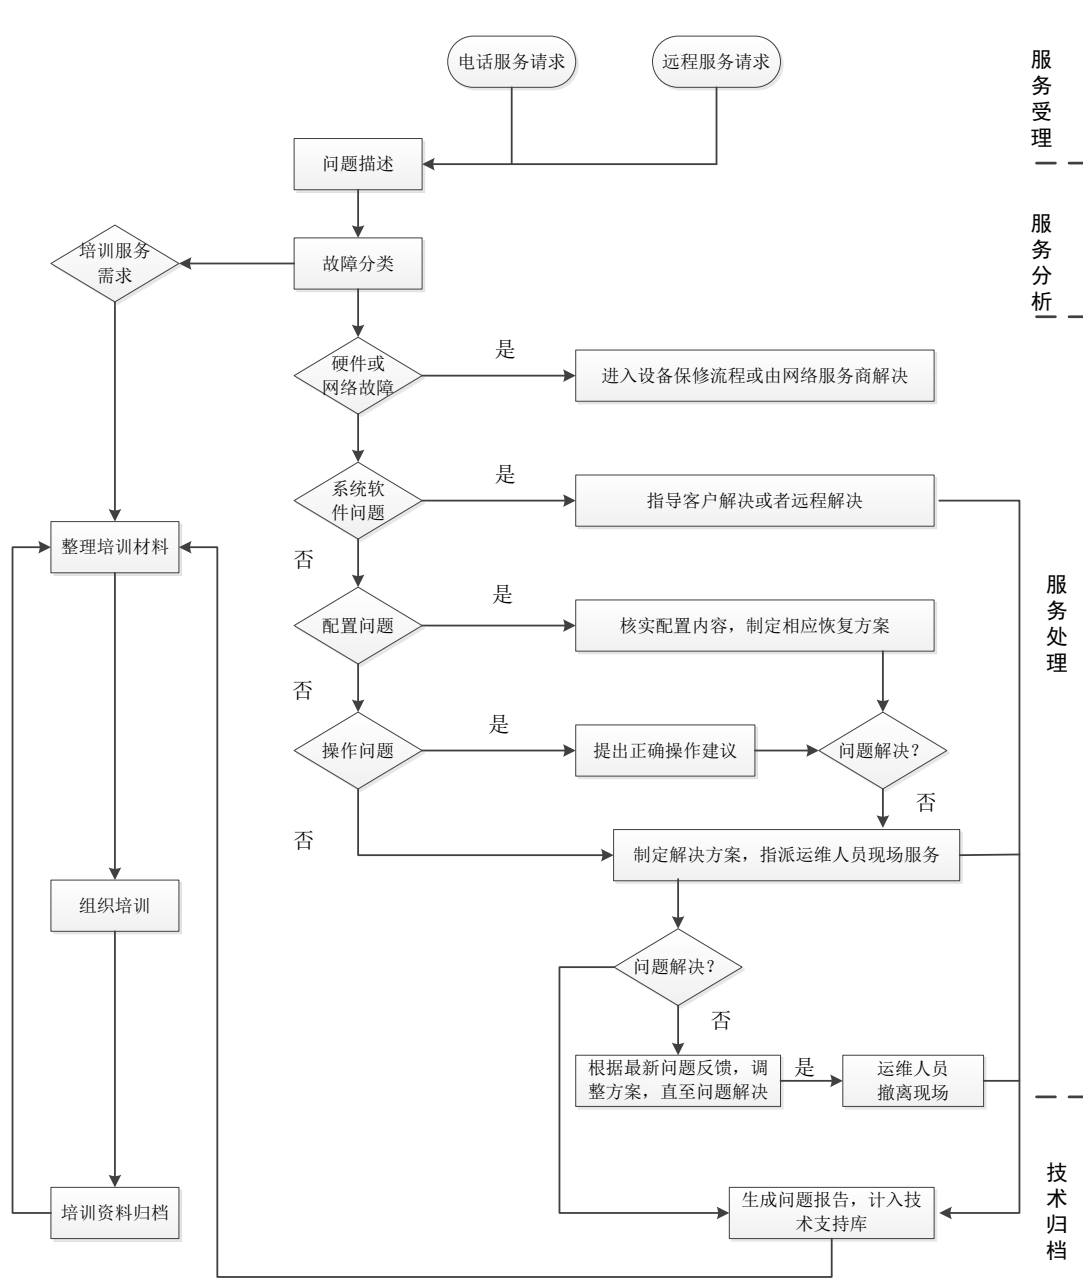 电话服务请求
远程服务请求
服务受理
问题描述
服务分析
培训服务
需求
故障分类
是
硬件或
网络故障
进入设备保修流程或由网络服务商解决
是
系统软
件问题
指导客户解决或者远程解决
整理培训材料
否
是
配置问题
核实配置内容，制定相应恢复方案
服务处理
否
是
操作问题
提出正确操作建议
问题解决？
否
否
制定解决方案，指派运维人员现场服务
组织培训
问题解决？
否
根据最新问题反馈，调
整方案，直至问题解决
是
运维人员
撤离现场
技术归档
培训资料归档
生成问题报告，计入技
术支持库